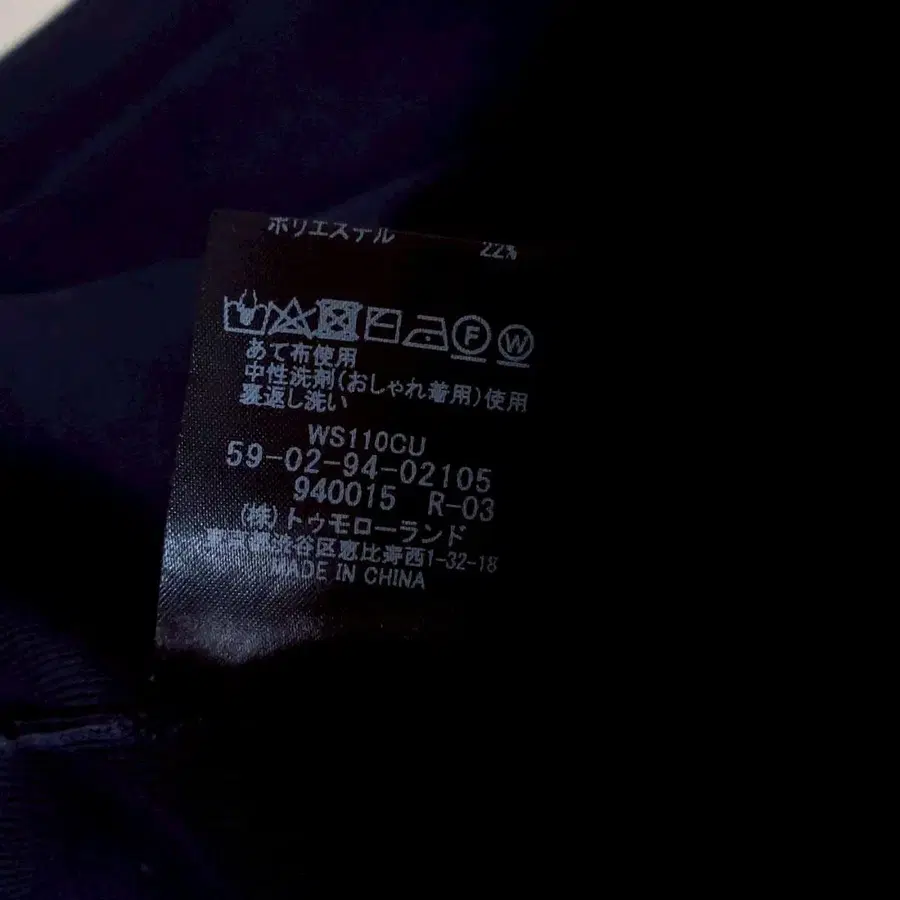 ポリエステル 22%
F W
あて布使用
中性洗剤(おしゃれ着用)使用
裏返し洗い
WS110CU
59-02-94-02105
940015 R-03
(株)トゥモローランド
東京都渋谷区恵比寿西1-32-18
MADE IN CHINA